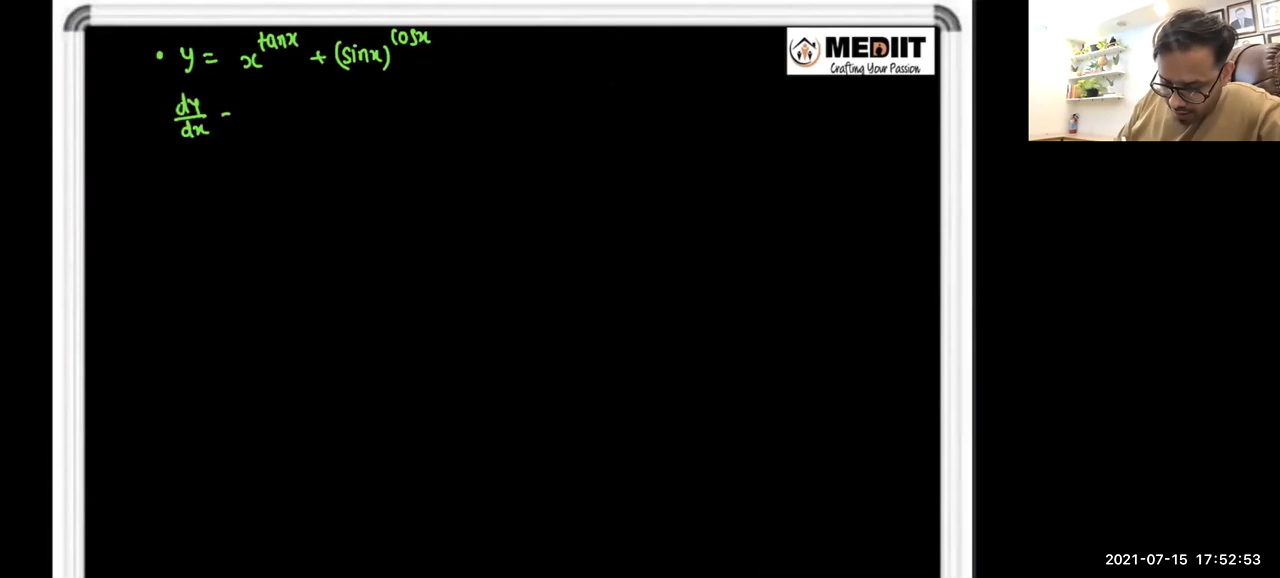 • y = x^tanx + (sinx)^cosx
MEDIIT
Crafting Your Passion
dy/dx -
2021-07-15 17:52:53